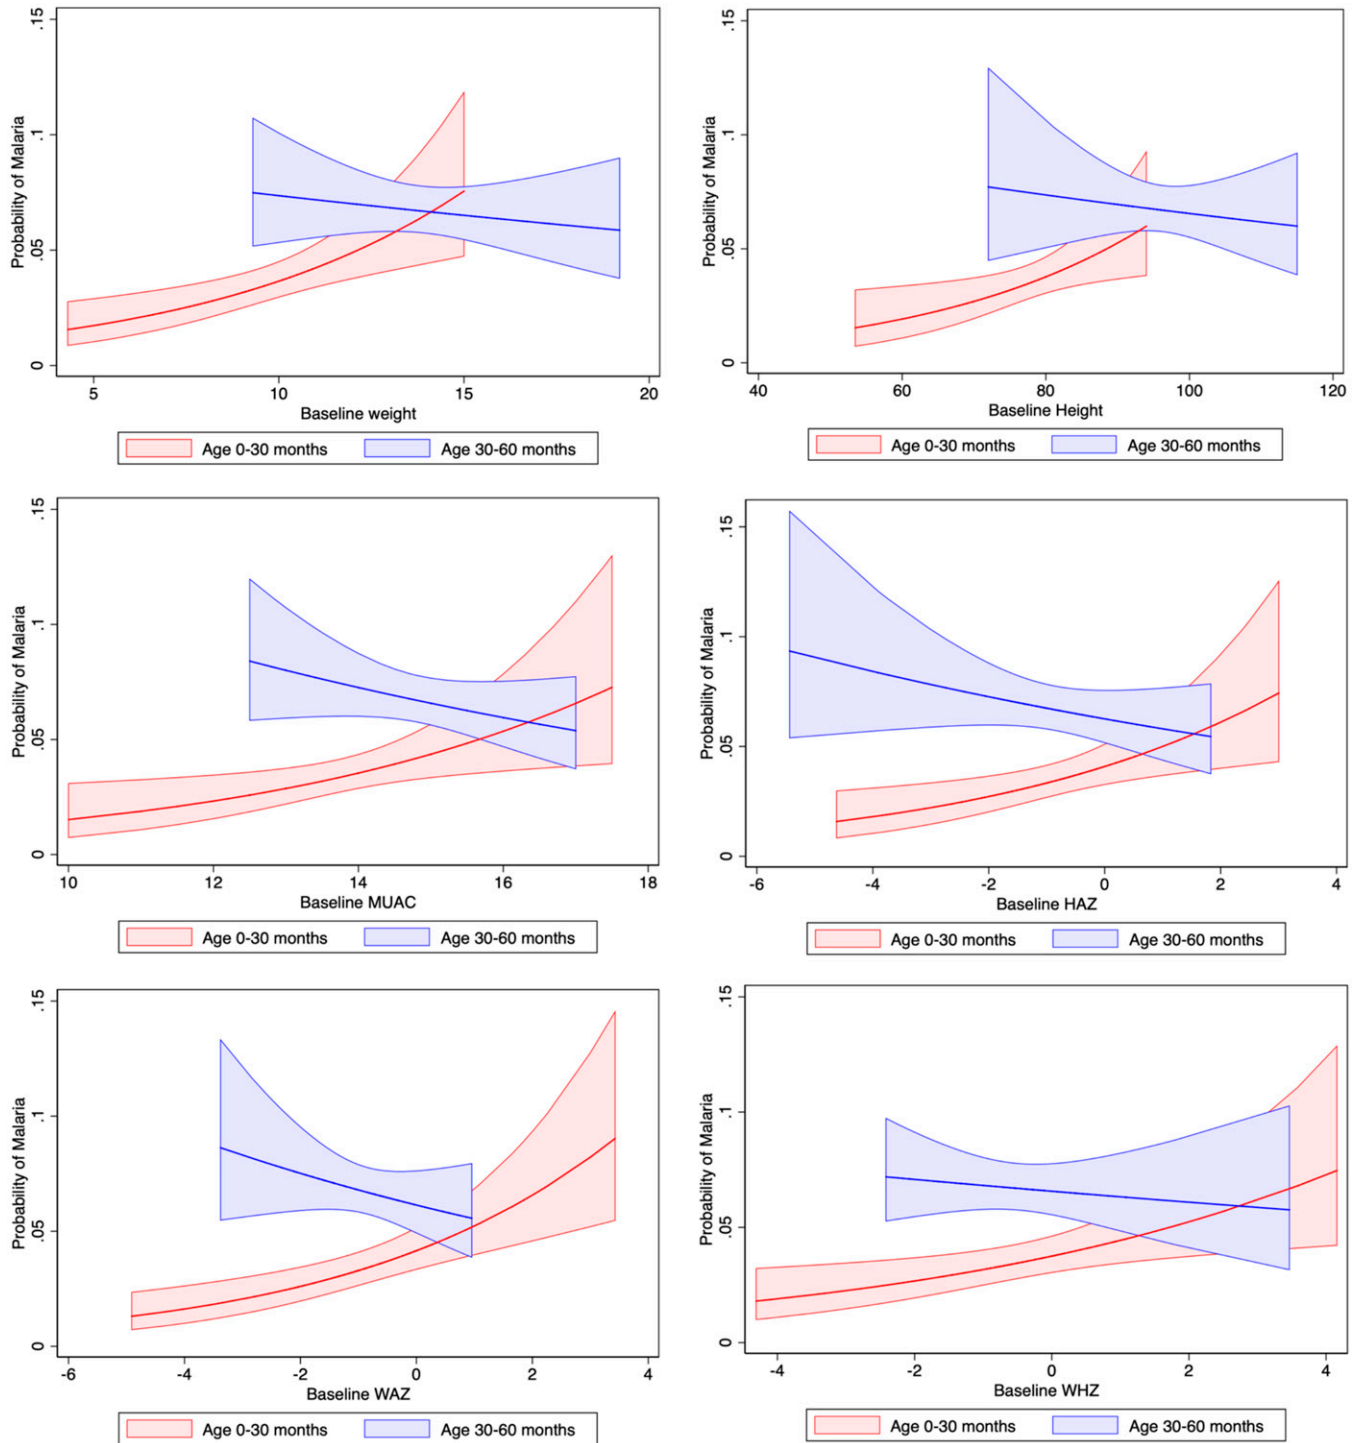 .15
.1
.05
0
Probability of Malaria
5 10 15 20
Baseline weight
Age 0-30 months Age 30-60 months
.15
.1
.05
0
Probability of Malaria
40 60 80 100 120
Baseline Height
Age 0-30 months Age 30-60 months
.15
.1
.05
0
Probability of Malaria
10 12 14 16 18
Baseline MUAC
Age 0-30 months Age 30-60 months
.15
.1
.05
0
Probability of Malaria
-6 -4 -2 0 2 4
Baseline HAZ
Age 0-30 months Age 30-60 months
.15
.1
.05
0
Probability of Malaria
-6 -4 -2 0 2 4
Baseline WAZ
Age 0-30 months Age 30-60 months
.15
.1
.05
0
Probability of Malaria
-4 -2 0 2 4
Baseline WHZ
Age 0-30 months Age 30-60 months